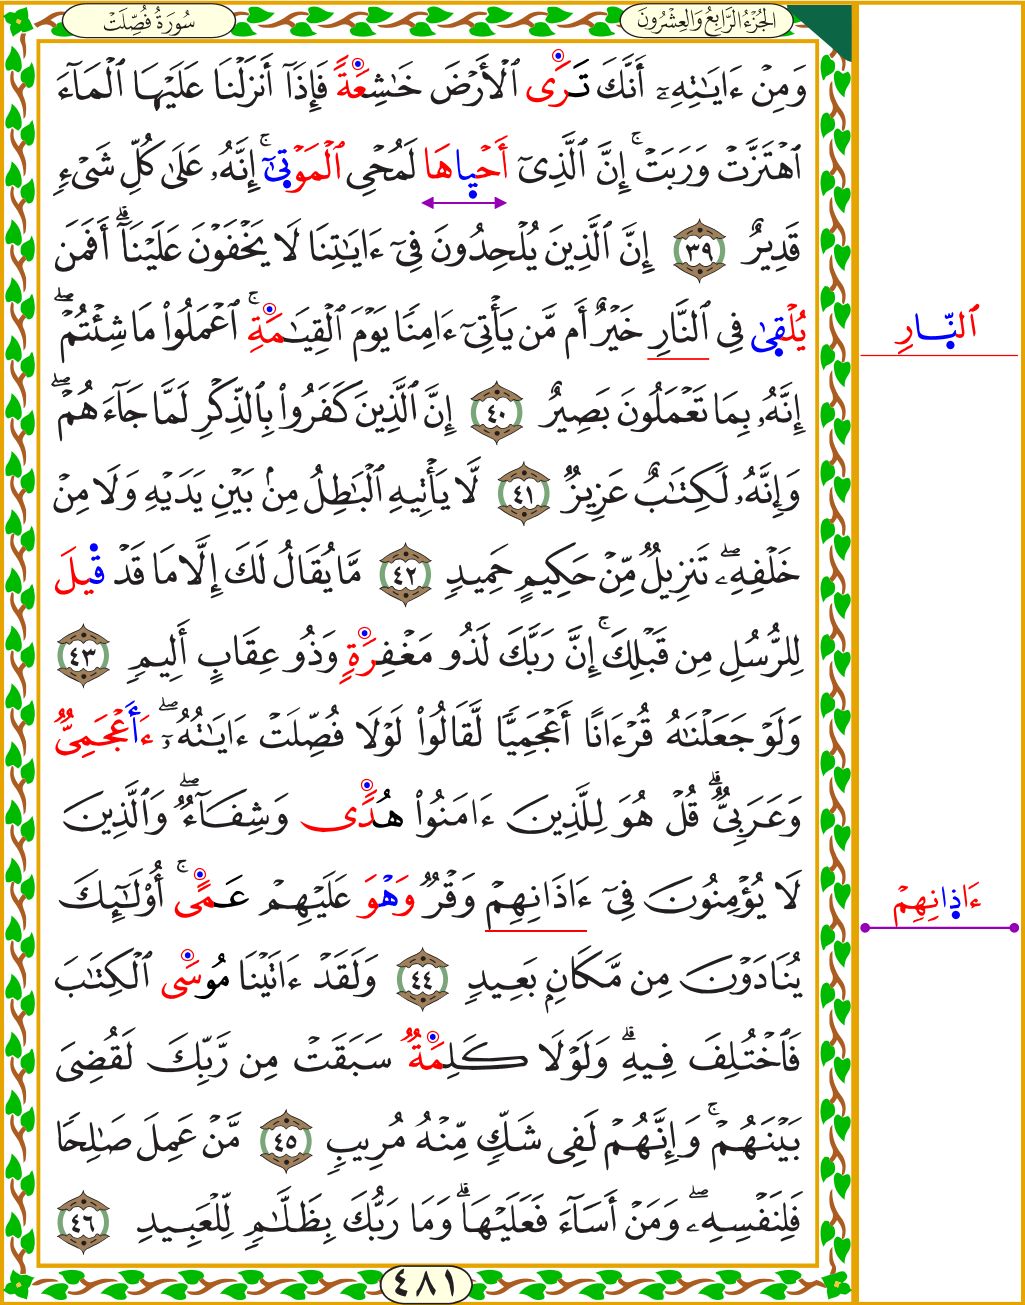 سُورَةُ فُصِّلَتْ
الجُزْءُ الرَّابِعُ وَالعِشْرُونَ
وَمِنْ ءَايَٰتِهِۦٓ أَنَّكَ تَرَى ٱلْأَرْضَ خَٰشِعَةً فَإِذَآ أَنزَلْنَا عَلَيْهَا ٱلْمَآءَ
ٱهْتَزَّتْ وَرَبَتْ ۚ إِنَّ ٱلَّذِىٓ أَحْيَاهَا لَمُحْىِ ٱلْمَوْتَىٰٓ ۚ إِنَّهُۥ عَلَىٰ كُلِّ شَىْءٍ
قَدِيرٌ ٣٩ إِنَّ ٱلَّذِينَ يُلْحِدُونَ فِىٓ ءَايَٰتِنَا لَا يَخْفَوْنَ عَلَيْنَآ ۗ أَفَمَن
يُلْقَىٰ فِى ٱلنَّارِ خَيْرٌ أَم مَّن يَأْتِىٓ ءَامِنًا يَوْمَ ٱلْقِيَٰمَةِ ۚ ٱعْمَلُوا۟ مَا شِئْتُمْ ۖ
إِنَّهُۥ بِمَا تَعْمَلُونَ بَصِيرٌ ٤٠ إِنَّ ٱلَّذِينَ كَفَرُوا۟ بِٱلذِّكْرِ لَمَّا جَآءَهُمْ ۖ
وَإِنَّهُۥ لَكِتَٰبٌ عَزِيزٌ ٤١ لَّا يَأْتِيهِ ٱلْبَٰطِلُ مِنۢ بَيْنِ يَدَيْهِ وَلَا مِنْ
خَلْفِهِۦ ۖ تَنزِيلٌ مِّنْ حَكِيمٍ حَمِيدٍ ٤٢ مَّا يُقَالُ لَكَ إِلَّا مَا قَدْ قِيلَ
لِلرُّسُلِ مِن قَبْلِكَ ۚ إِنَّ رَبَّكَ لَذُو مَغْفِرَةٍ وَذُو عِقَابٍ أَلِيمٍ ٤٣
وَلَوْ جَعَلْنَٰهُ قُرْءَانًا أَعْجَمِيًّا لَّقَالُوا۟ لَوْلَا فُصِّلَتْ ءَايَٰتُهُۥٓ ۖ ءَأَعْجَمِىٌّ
وَعَرَبِىٌّ ۗ قُلْ هُوَ لِلَّذِينَ ءَامَنُوا۟ هُدًى وَشِفَآءٌ ۖ وَٱلَّذِينَ
لَا يُؤْمِنُونَ فِىٓ ءَاذَانِهِمْ وَقْرٌ وَهْوَ عَلَيْهِمْ عَمًى ۚ أُو۟لَٰٓئِكَ
يُنَادَوْنَ مِن مَّكَانٍۭ بَعِيدٍ ٤٤ وَلَقَدْ ءَاتَيْنَا مُوسَى ٱلْكِتَٰبَ
فَٱخْتُلِفَ فِيهِ ۗ وَلَوْلَا كَلِمَةٌ سَبَقَتْ مِن رَّبِّكَ لَقُضِىَ
بَيْنَهُمْ ۚ وَإِنَّهُمْ لَفِى شَكٍّ مِّنْهُ مُرِيبٍ ٤٥ مَّنْ عَمِلَ صَٰلِحًا
فَلِنَفْسِهِۦ ۖ وَمَنْ أَسَآءَ فَعَلَيْهَا ۗ وَمَا رَبُّكَ بِظَلَّٰمٍ لِّلْعَبِيدِ ٤٦
ٱلنَّارِ
ءَاذَانِهِمْ
٤٨١